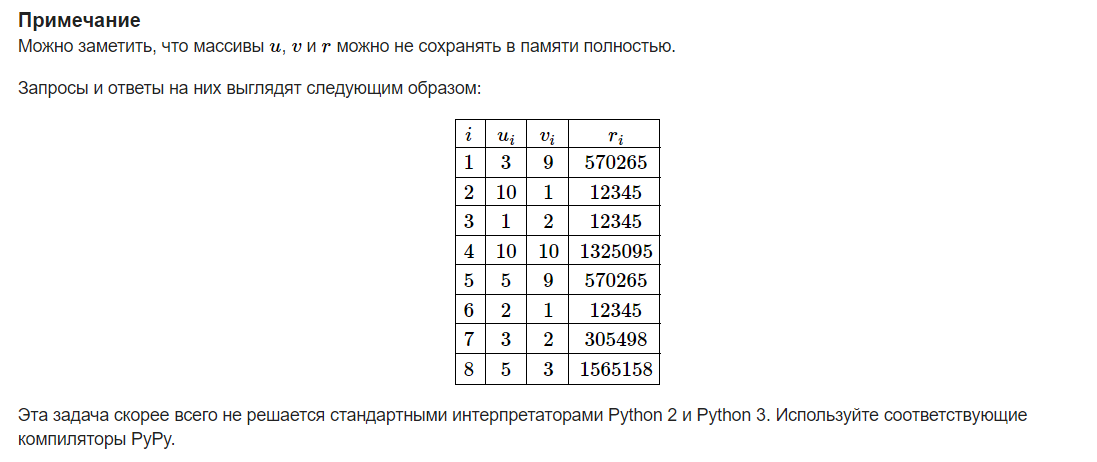 Примечание
Можно заметить, что массивы u, v и r можно не сохранять в памяти полностью.
Запросы и ответы на них выглядят следующим образом:
i u_i v_i r_i
1 3 9 570265
2 10 1 12345
3 1 2 12345
4 10 10 1325095
5 5 9 570265
6 2 1 12345
7 3 2 305498
8 5 3 1565158
Эта задача скорее всего не решается стандартными интерпретаторами Python 2 и Python 3. Используйте соответствующие
компиляторы PyPy.